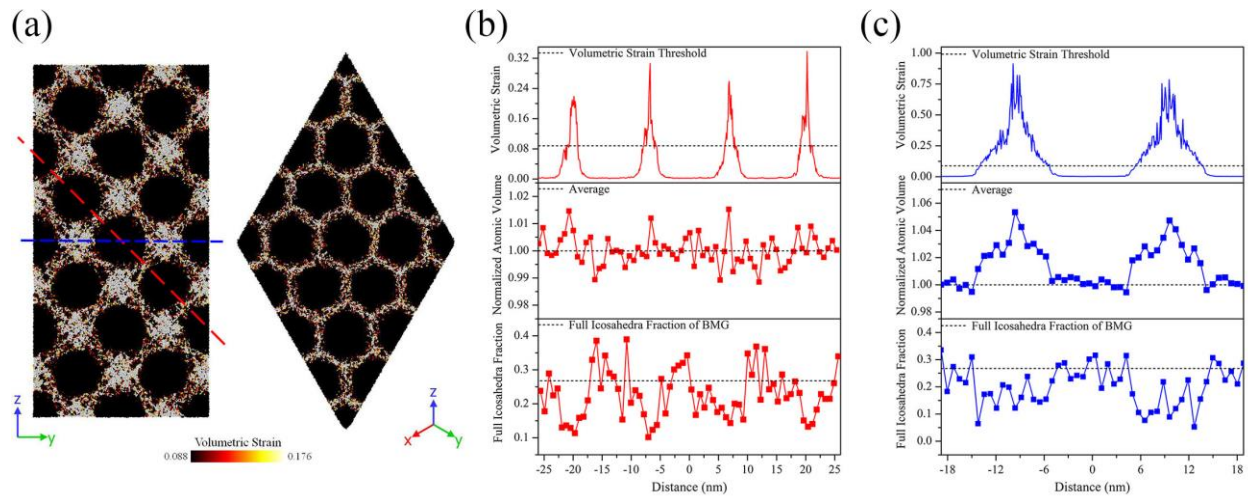 (a)
z
y
Volumetric Strain
0.088
0.176
z
x
y
(b)
Volumetric Strain Threshold
Volumetric Strain
0.32
0.24
0.16
0.08
0.00
Average
Normalized Atomic Volume
1.02
1.01
1.00
0.99
0.98
Full Icosahedra Fraction of BMG
Full Icosahedra Fraction
0.4
0.3
0.2
0.1
-25 -20 -15 -10 -5 0 5 10 15 20 25
Distance (nm)
(c)
Volumetric Strain Threshold
Volumetric Strain
1.00
0.75
0.50
0.25
0.00
Average
Normalized Atomic Volume
1.06
1.04
1.02
1.00
0.98
Full Icosahedra Fraction of BMG
Full Icosahedra Fraction
0.4
0.3
0.2
0.1
0.0
-18 -12 -6 0 6 12 18
Distance (nm)